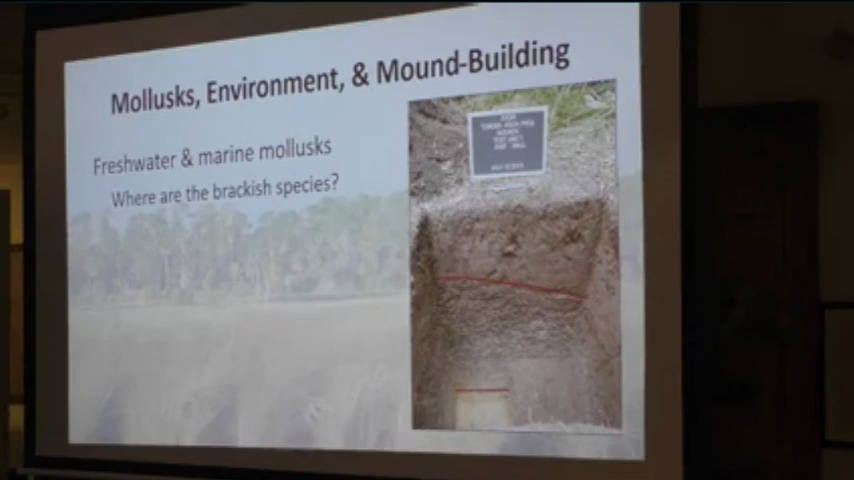 Mollusks, Environment, & Mound-Building
Freshwater & marine mollusks
Where are the brackish species?